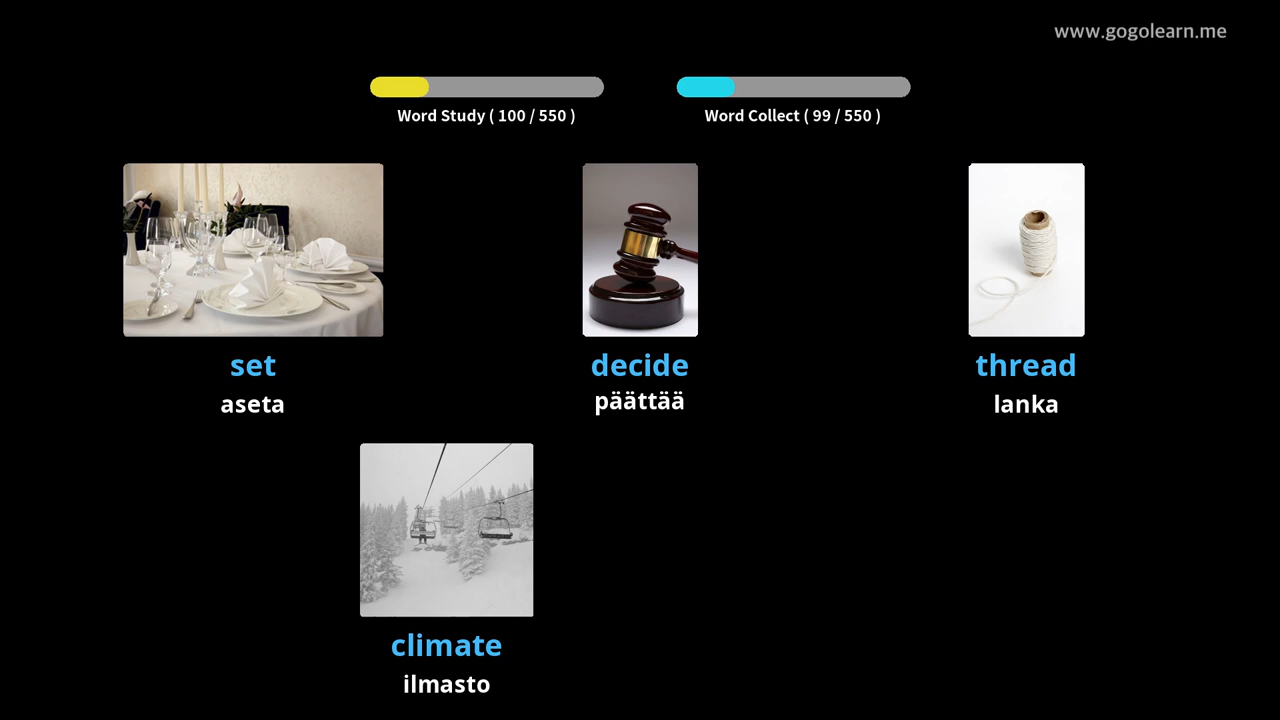 www.gogolearn.me
Word Study ( 100 / 550 )
Word Collect ( 99 / 550 )
set
aseta
decide
päättää
thread
lanka
climate
ilmasto